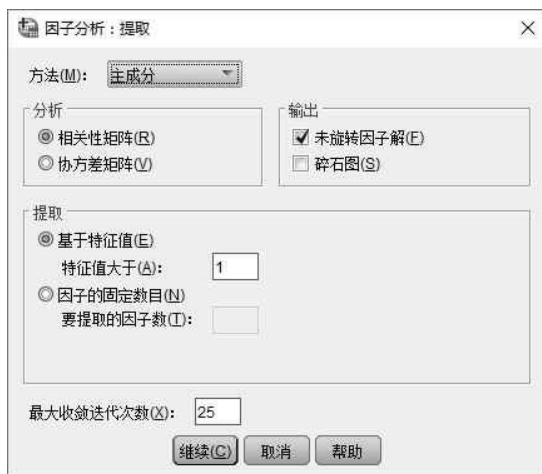 因子分析：提取
方法(M)： 主成分
分析
相关性矩阵(R)
协方差矩阵(V)
输出
未旋转因子解(F)
碎石图(S)
提取
基于特征值(E)
特征值大于(A)： 1
因子的固定数目(N)
要提取的因子数(T)：
最大收敛迭代次数(X)： 25
继续(C) 取消 帮助